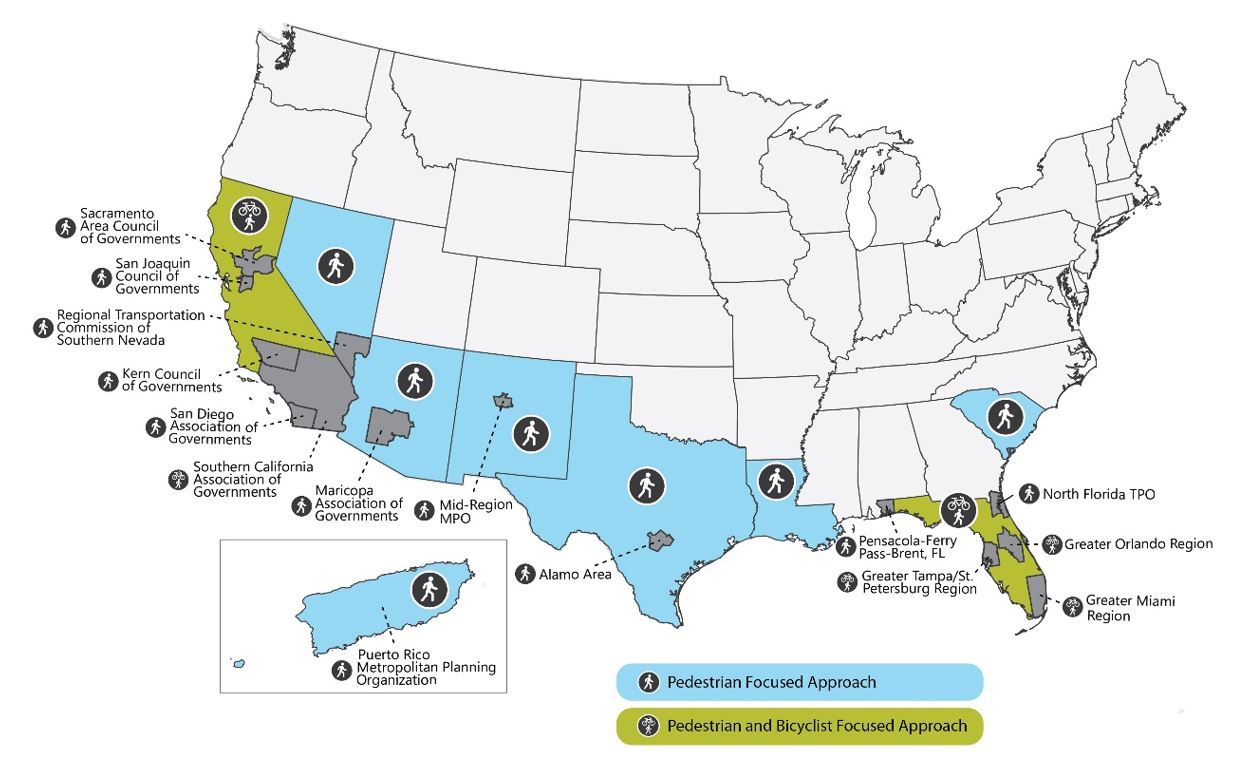 Sacramento
Area Council
of Governments
San Joaquin
Council of
Governments
Regional Transportation
Commission of
Southern Nevada
Kern Council
of Governments
San Diego
Association of
Governments
Southern California
Association of
Governments
Maricopa
Association of
Governments
Mid-Region
MPO
Alamo Area
North Florida TPO
Pensacola-Ferry
Pass-Brent, FL
Greater Orlando Region
Greater Tampa/St.
Petersburg Region
Greater Miami
Region
Puerto Rico
Metropolitan Planning
Organization
Pedestrian Focused Approach
Pedestrian and Bicyclist Focused Approach